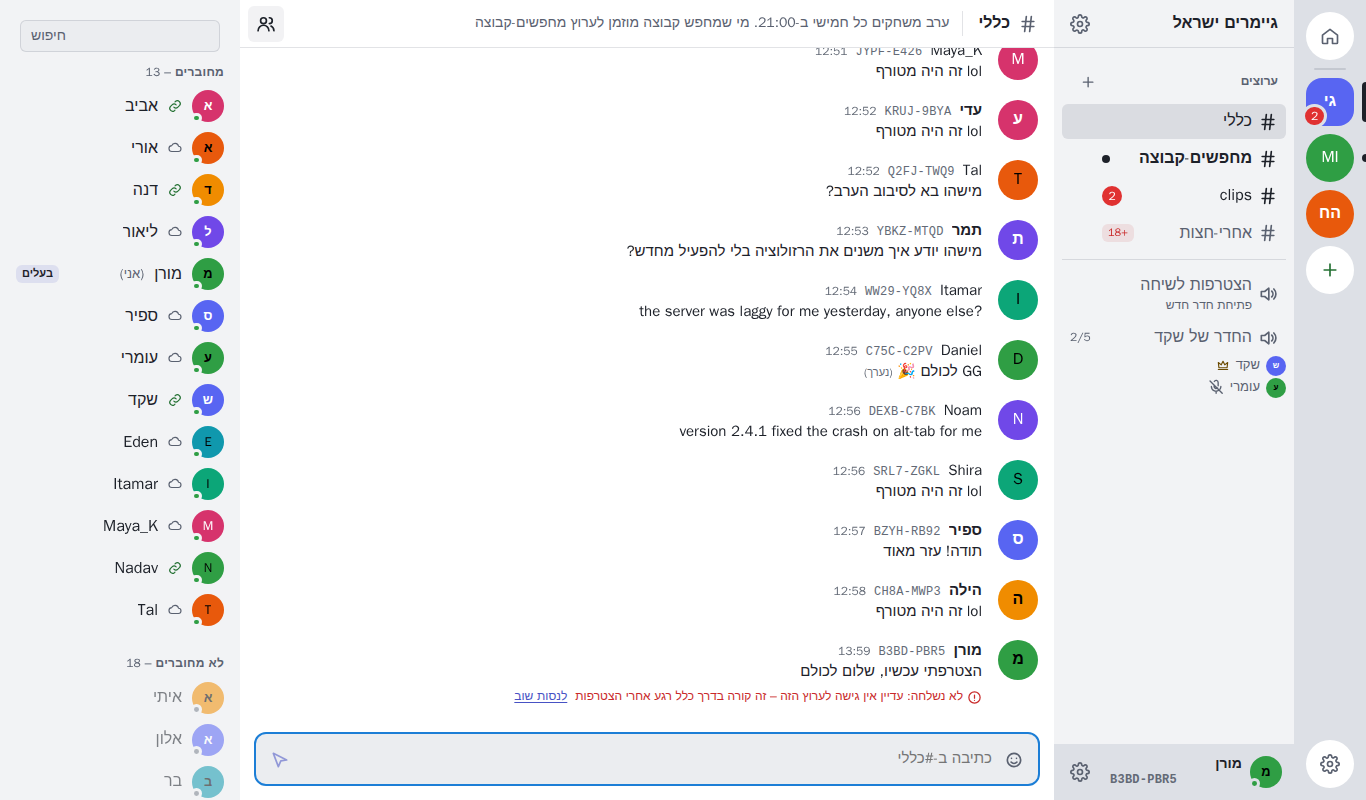 גי
2
MI
הח
גיימרים ישראל
ערוצים
כללי
מחפשים-קבוצה
clips
2
אחרי-חצות
18+
הצטרפות לשיחה
פתיחת חדר חדש
החדר של שקד
2/5
ש שקד
ע עומרי
מ
מורן
B3BD-PBR5
# כללי
ערב משחקים כל חמישי ב-21:00. מי שמחפש קבוצה מוזמן לערוץ מחפשים-קבוצה
M
Maya_K JYPF-E426 12:51
lol זה היה מטורף
ע
עדי KRUJ-9BYA 12:52
lol זה היה מטורף
T
Tal Q2FJ-TWQ9 12:52
מישהו בא לסיבוב הערב?
ת
תמר YBKZ-MTQD 12:53
מישהו יודע איך משנים את הרזולוציה בלי להפעיל מחדש?
I
Itamar WW29-YQ8X 12:54
the server was laggy for me yesterday, anyone else?
D
Daniel C75C-C2PV 12:55
GG לכולם 🎉 (נערך)
N
Noam DEXB-C7BK 12:56
version 2.4.1 fixed the crash on alt-tab for me
S
Shira SRL7-ZGKL 12:56
lol זה היה מטורף
ס
ספיר BZYH-RB92 12:57
תודה! עזר מאוד
ה
הילה CH8A-MWP3 12:58
lol זה היה מטורף
מ
מורן B3BD-PBR5 13:59
הצטרפתי עכשיו, שלום לכולם
לא נשלחה: עדיין אין גישה לערוץ הזה – זה קורה בדרך כלל רגע אחרי הצטרפות לנסות שוב
כתיבה ב-#כללי
חיפוש
מחוברים – 13
א אביב
א אורי
ד דנה
ל ליאור
מ מורן (אני) בעלים
ס ספיר
ע עומרי
ש שקד
E Eden
I Itamar
M Maya_K
N Nadav
T Tal
לא מחוברים – 18
א איתי
א אלון
ב בר